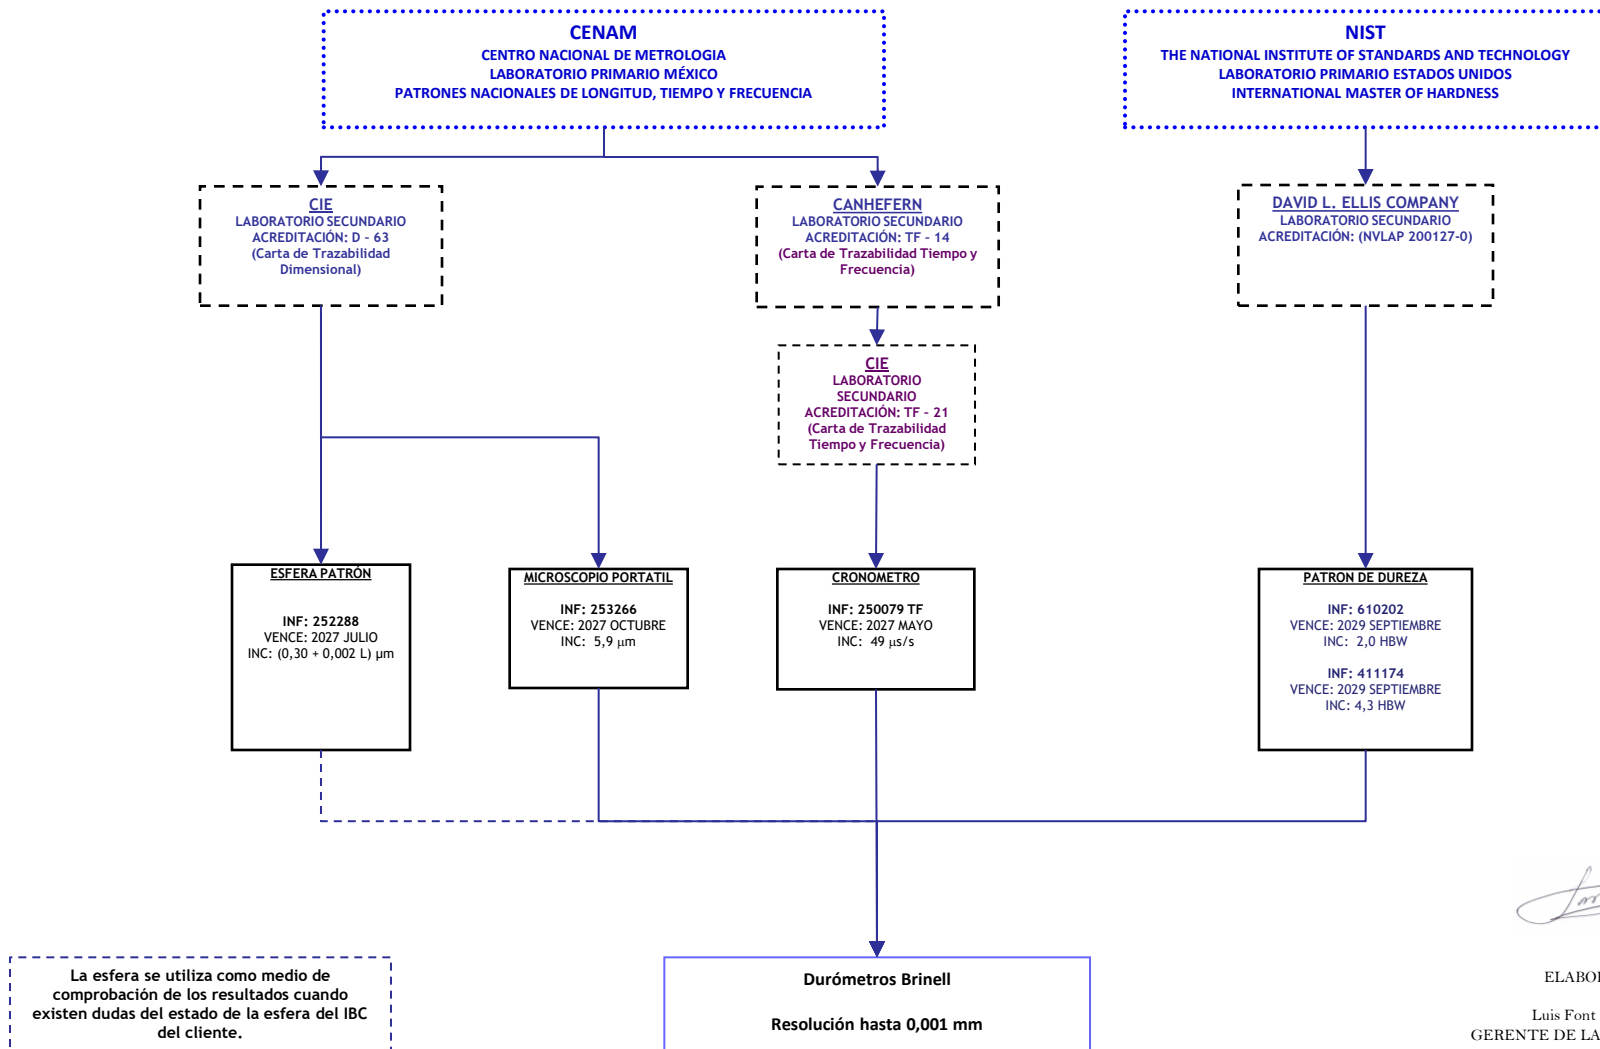 CENAM
CENTRO NACIONAL DE METROLOGIA
LABORATORIO PRIMARIO MÉXICO
PATRONES NACIONALES DE LONGITUD, TIEMPO Y FRECUENCIA
NIST
THE NATIONAL INSTITUTE OF STANDARDS AND TECHNOLOGY
LABORATORIO PRIMARIO ESTADOS UNIDOS
INTERNATIONAL MASTER OF HARDNESS
CIE
LABORATORIO SECUNDARIO
ACREDITACIÓN: D - 63
(Carta de Trazabilidad
Dimensional)
CANHEFERN
LABORATORIO SECUNDARIO
ACREDITACIÓN: TF - 14
(Carta de Trazabilidad Tiempo y
Frecuencia)
DAVID L. ELLIS COMPANY
LABORATORIO SECUNDARIO
ACREDITACIÓN: (NVLAP 200127-0)
CIE
LABORATORIO
SECUNDARIO
ACREDITACIÓN: TF - 21
(Carta de Trazabilidad
Tiempo y Frecuencia)
ESFERA PATRÓN
INF: 252288
VENCE: 2027 JULIO
INC: (0,30 + 0,002 L) µm
MICROSCOPIO PORTATIL
INF: 253266
VENCE: 2027 OCTUBRE
INC: 5,9 µm
CRONOMETRO
INF: 250079 TF
VENCE: 2027 MAYO
INC: 49 µs/s
PATRON DE DUREZA
INF: 610202
VENCE: 2029 SEPTIEMBRE
INC: 2,0 HBW
INF: 411174
VENCE: 2029 SEPTIEMBRE
INC: 4,3 HBW
La esfera se utiliza como medio de
comprobación de los resultados cuando
existen dudas del estado de la esfera del IBC
del cliente.
Durómetros Brinell
Resolución hasta 0,001 mm
ELABO
Luis Font
GERENTE DE LA